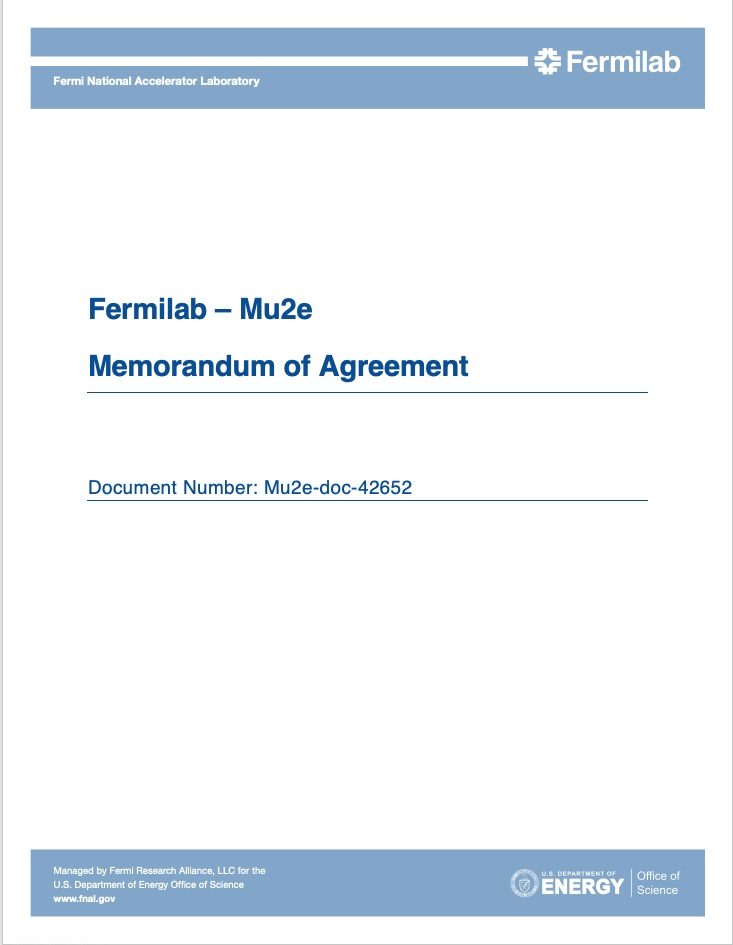 Fermilab
Fermi National Accelerator Laboratory
Fermilab – Mu2e
Memorandum of Agreement
Document Number: Mu2e-doc-42652
Managed by Fermi Research Alliance, LLC for the
U.S. Department of Energy Office of Science
www.fnal.gov
U.S. DEPARTMENT OF
ENERGY
Office of
Science